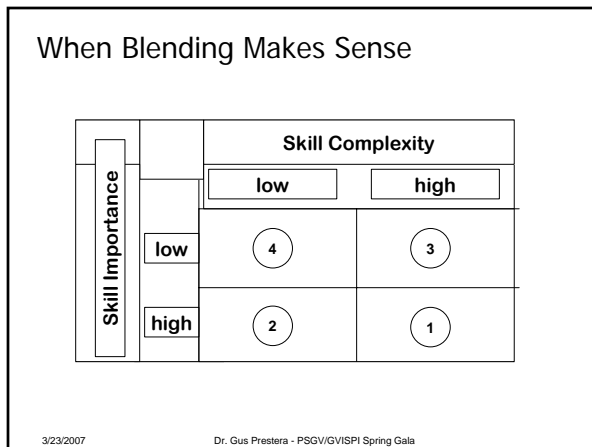 When Blending Makes Sense
Skill Complexity
low high
Skill Importance
low 4 3
high 2 1
3/23/2007 Dr. Gus Prestera - PSGV/GVISPI Spring Gala